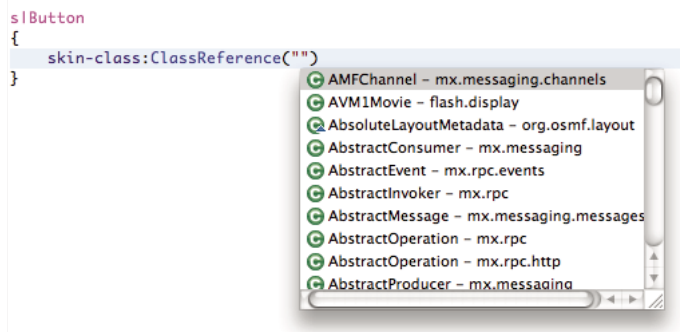 s|Button
{
skin-class:ClassReference("")
}
AMFChannel – mx.messaging.channels
AVM1Movie – flash.display
AbsoluteLayoutMetadata – org.osmf.layout
AbstractConsumer – mx.messaging
AbstractEvent – mx.rpc.events
AbstractInvoker – mx.rpc
AbstractMessage – mx.messaging.messages
AbstractOperation – mx.rpc
AbstractOperation – mx.rpc.http
AbstractProducer – mx.messaging